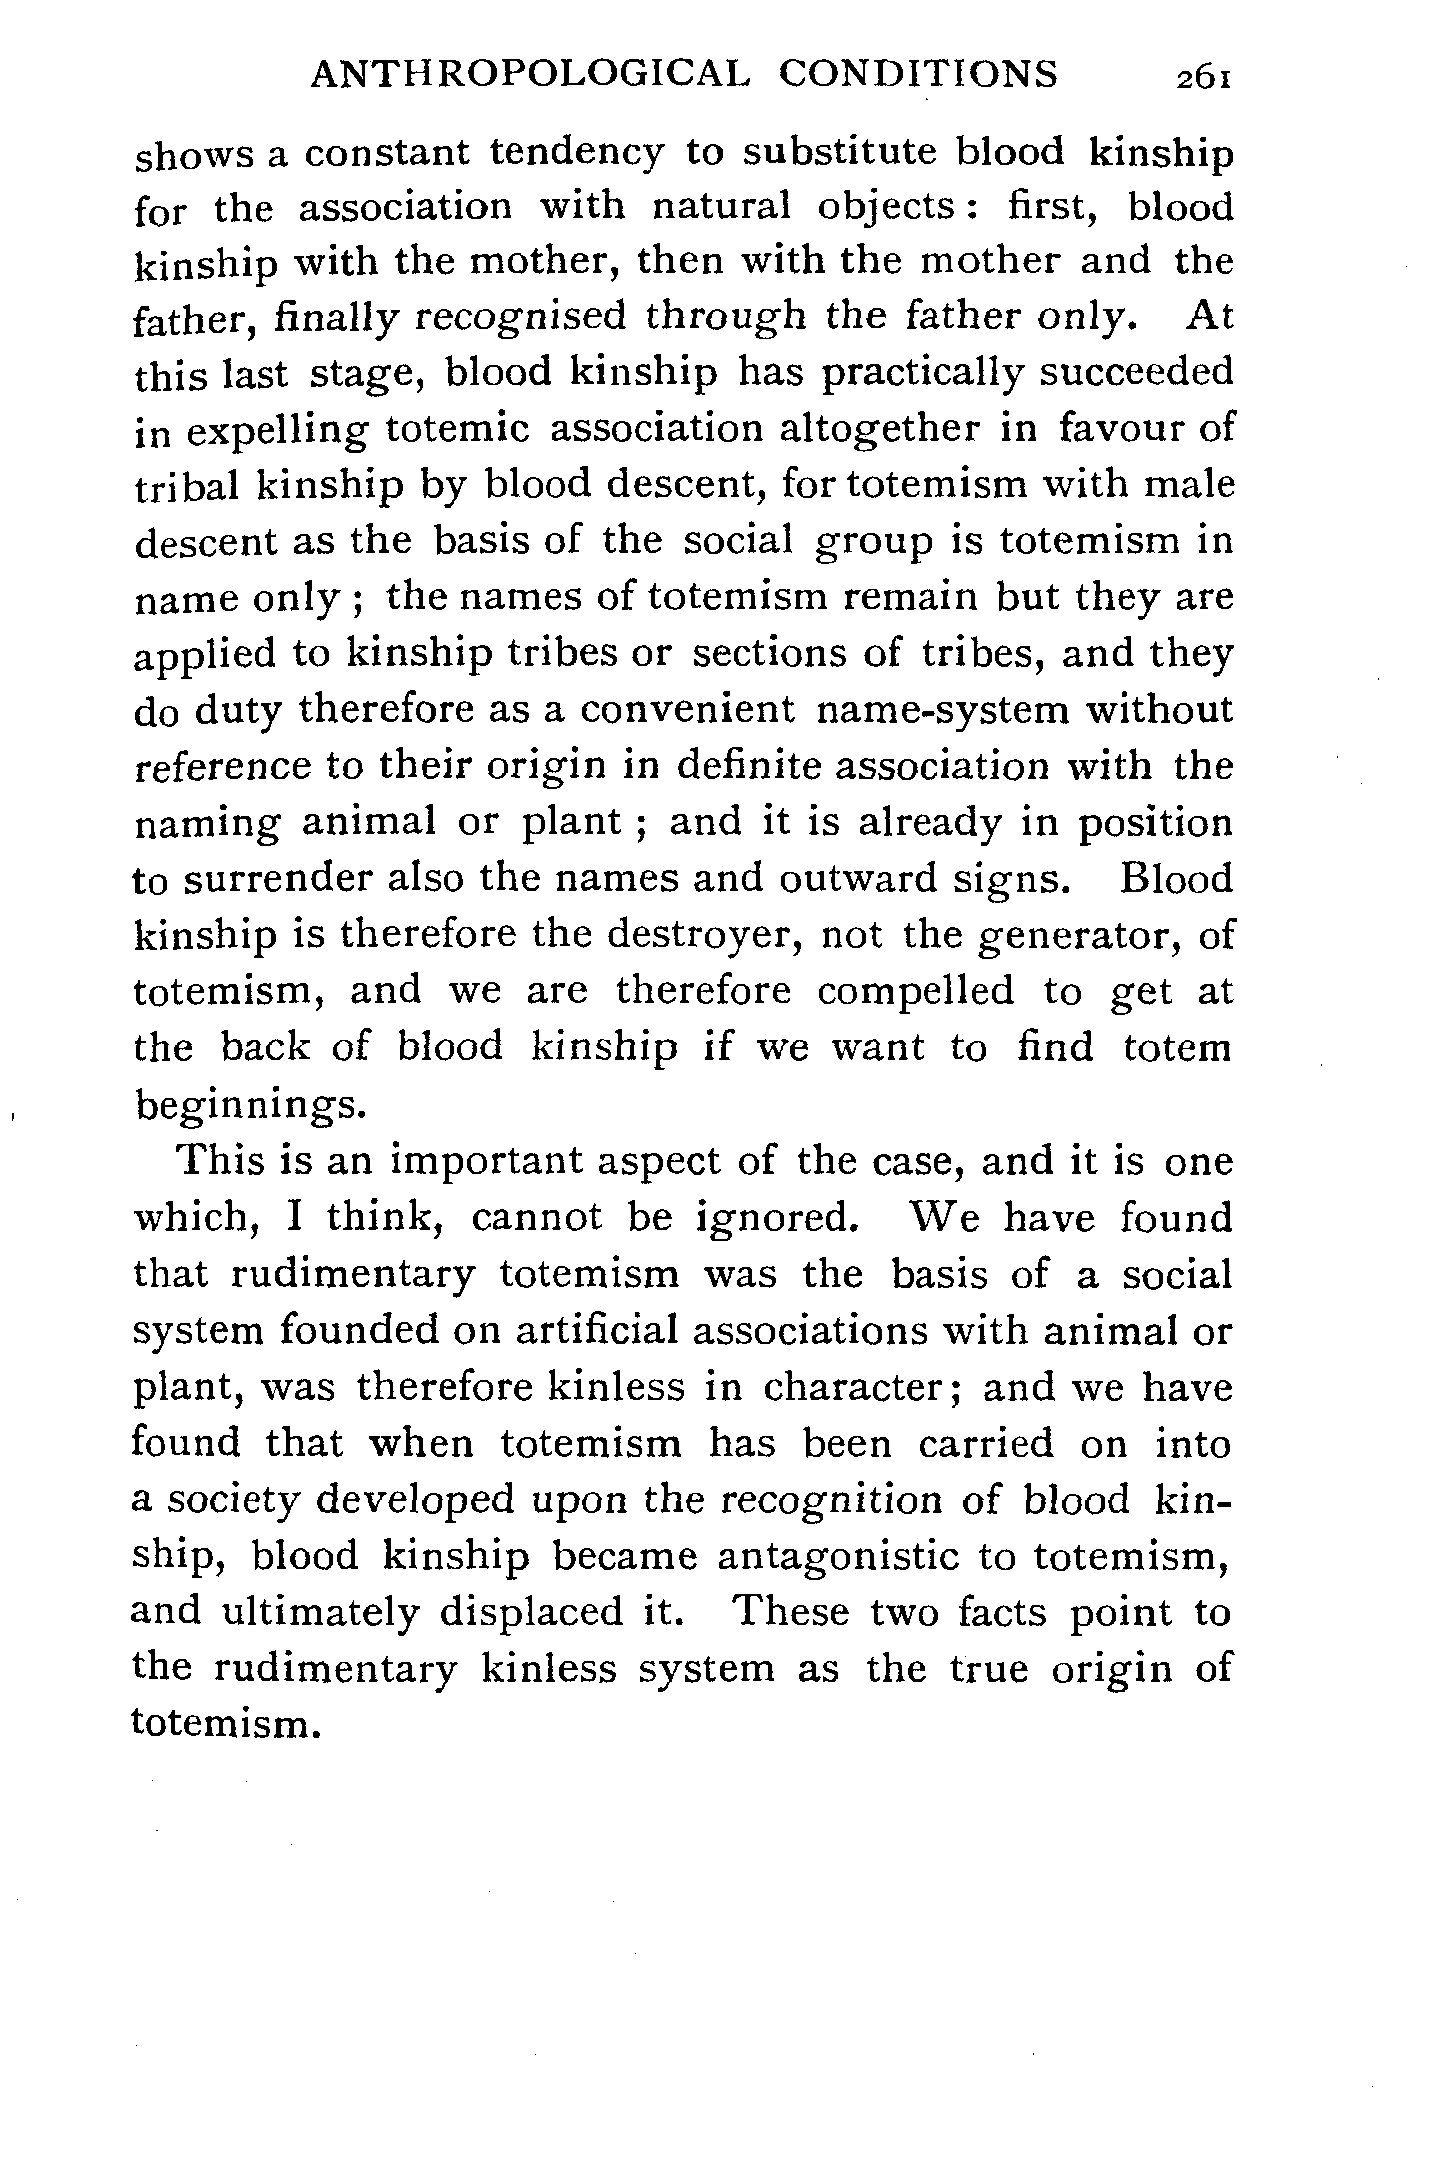 ANTHROPOLOGICAL CONDITIONS 261
shows a constant tendency to substitute blood kinship
for the association with natural objects : first, blood
kinship with the mother, then with the mother and the
father, finally recognised through the father only. At
this last stage, blood kinship has practically succeeded
in expelling totemic association altogether in favour of
tribal kinship by blood descent, for totemism with male
descent as the basis of the social group is totemism in
name only ; the names of totemism remain but they are
applied to kinship tribes or sections of tribes, and they
do duty therefore as a convenient name-system without
reference to their origin in definite association with the
naming animal or plant ; and it is already in position
to surrender also the names and outward signs. Blood
kinship is therefore the destroyer, not the generator, of
totemism, and we are therefore compelled to get at
the back of blood kinship if we want to find totem
beginnings.
This is an important aspect of the case, and it is one
which, I think, cannot be ignored. We have found
that rudimentary totemism was the basis of a social
system founded on artificial associations with animal or
plant, was therefore kinless in character; and we have
found that when totemism has been carried on into
a society developed upon the recognition of blood kin-
ship, blood kinship became antagonistic to totemism,
and ultimately displaced it. These two facts point to
the rudimentary kinless system as the true origin of
totemism.